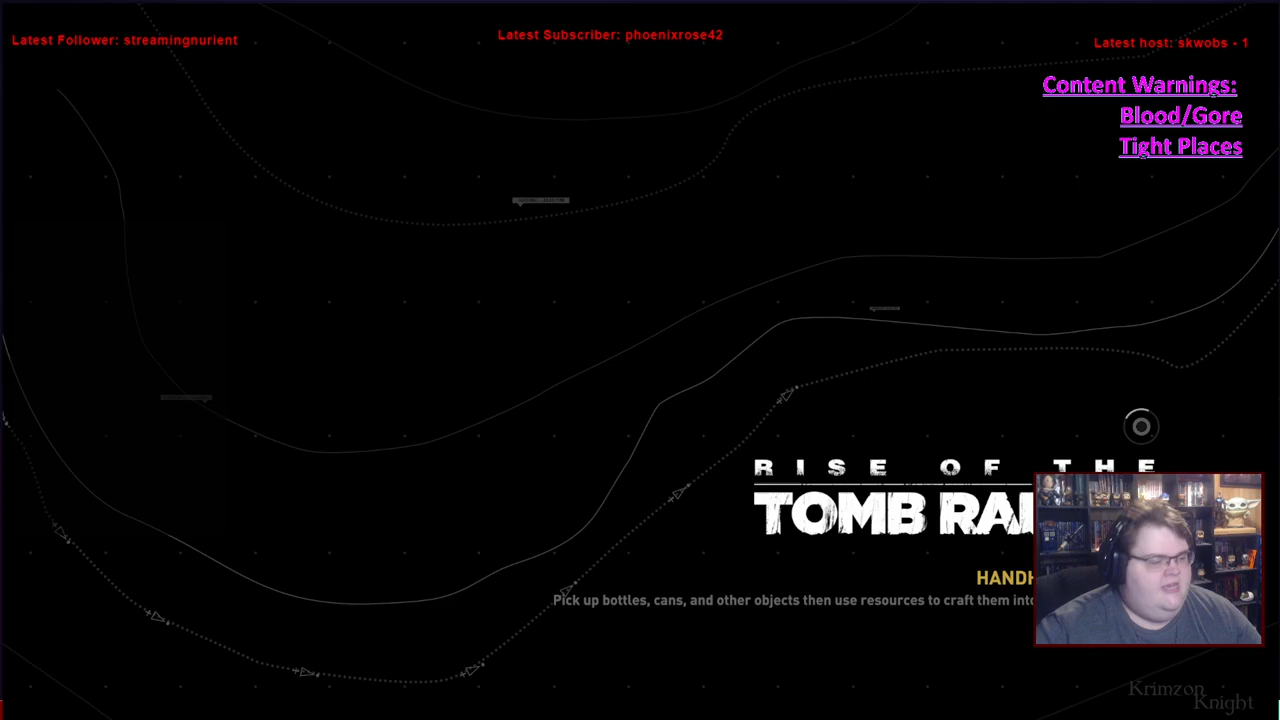 Latest Follower: streamingnurient
Latest Subscriber: phoenixrose42
Latest host: skwobs - 1
Content Warnings:
Blood/Gore
Tight Places
RISE OF THE
TOMB RAI
HANDH
Pick up bottles, cans, and other objects then use resources to craft them into
Krimzon
Knight